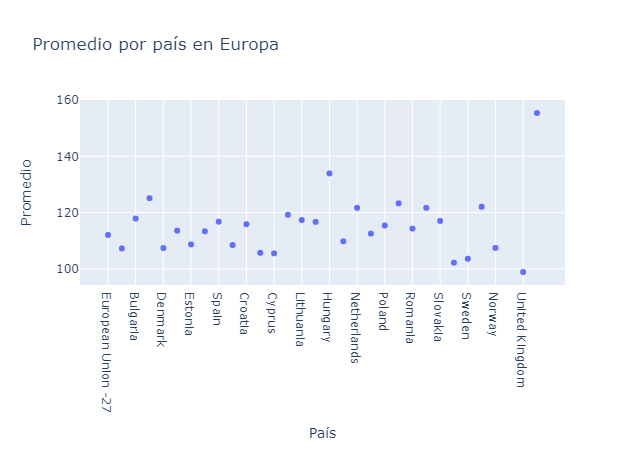 Promedio por país en Europa
160
140
120
100
Promedio
European Union -27
Bulgaria
Denmark
Estonia
Spain
Croatia
Cyprus
Lithuania
Hungary
Netherlands
Poland
Romania
Slovakia
Sweden
Norway
United Kingdom
País